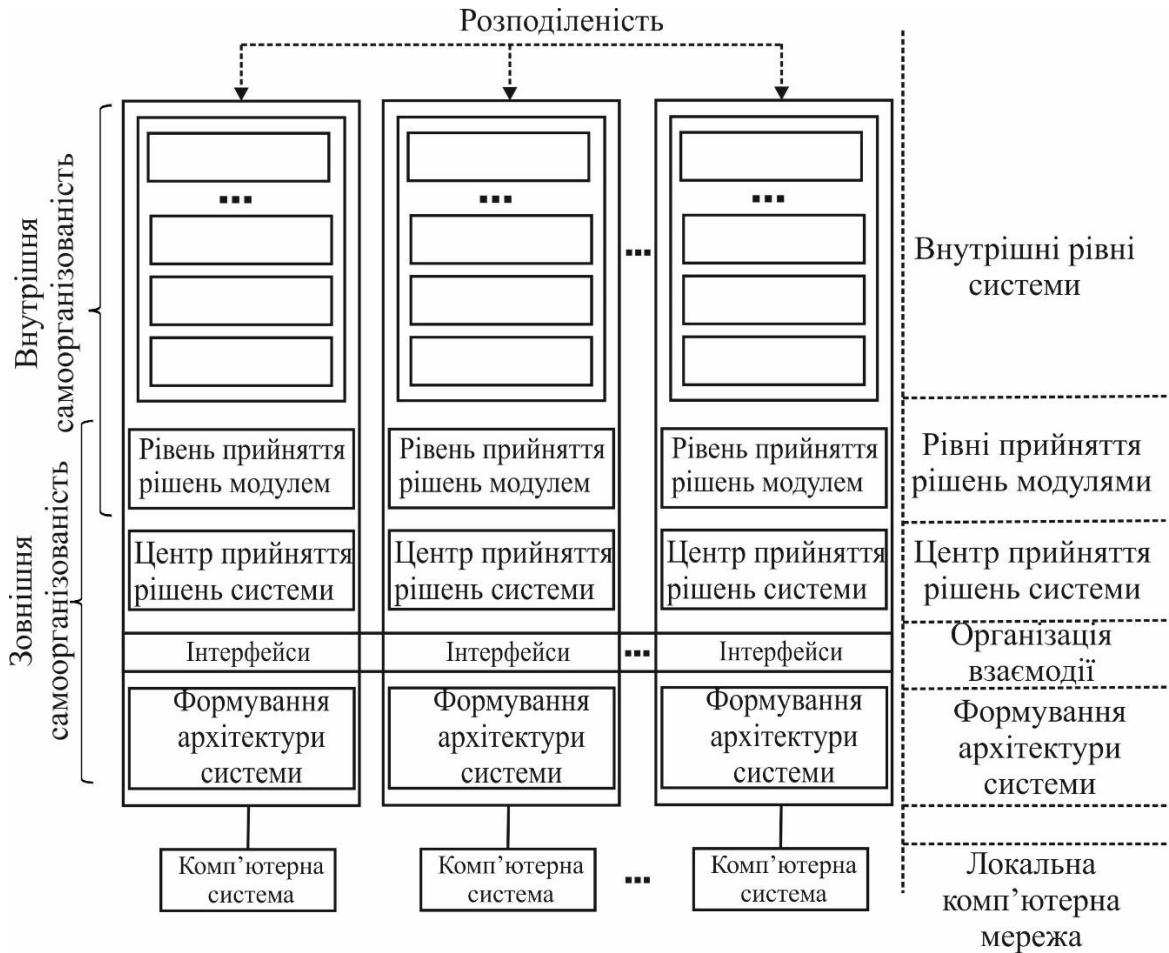 Розподіленість
Внутрішня
самоорганізованість
Внутрішні рівні
системи
Рівень прийняття
рішень модулем
Рівень прийняття
рішень модулем
Рівень прийняття
рішень модулем
Рівні прийняття
рішень модулями
Зовнішня
самоорганізованість
Центр прийняття
рішень системи
Центр прийняття
рішень системи
Центр прийняття
рішень системи
Центр прийняття
рішень системи
Інтерфейси
Інтерфейси
Інтерфейси
Організація
взаємодії
Формування
архітектури
системи
Формування
архітектури
системи
Формування
архітектури
системи
Формування
архітектури
системи
Комп’ютерна
система
Комп’ютерна
система
Комп’ютерна
система
Локальна
комп’ютерна
мережа